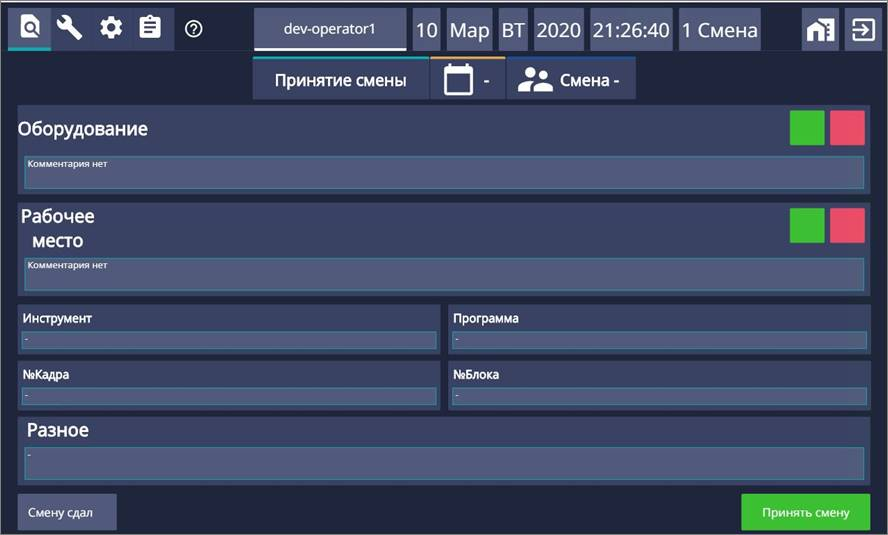 dev-operator1 10 Мар ВТ 2020 21:26:40 1 Смена
Принятие смены - Смена -
Оборудование
Комментария нет
Рабочее
место
Комментария нет
Инструмент Программа
- -
№Кадра №Блока
- -
Разное
-
Смену сдал Принять смену